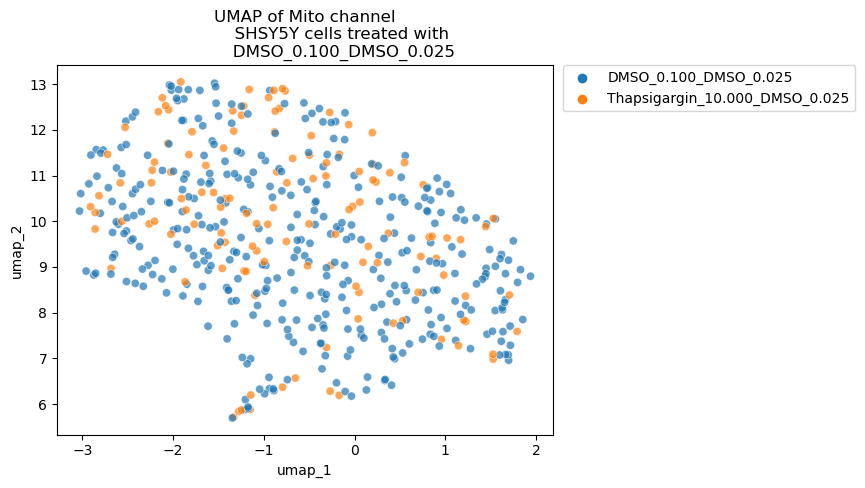 UMAP of Mito channel
SHSY5Y cells treated with
DMSO_0.100_DMSO_0.025
DMSO_0.100_DMSO_0.025
Thapsigargin_10.000_DMSO_0.025
13
12
11
10
9
8
7
6
umap_2
−3
−2
−1
0
1
2
umap_1